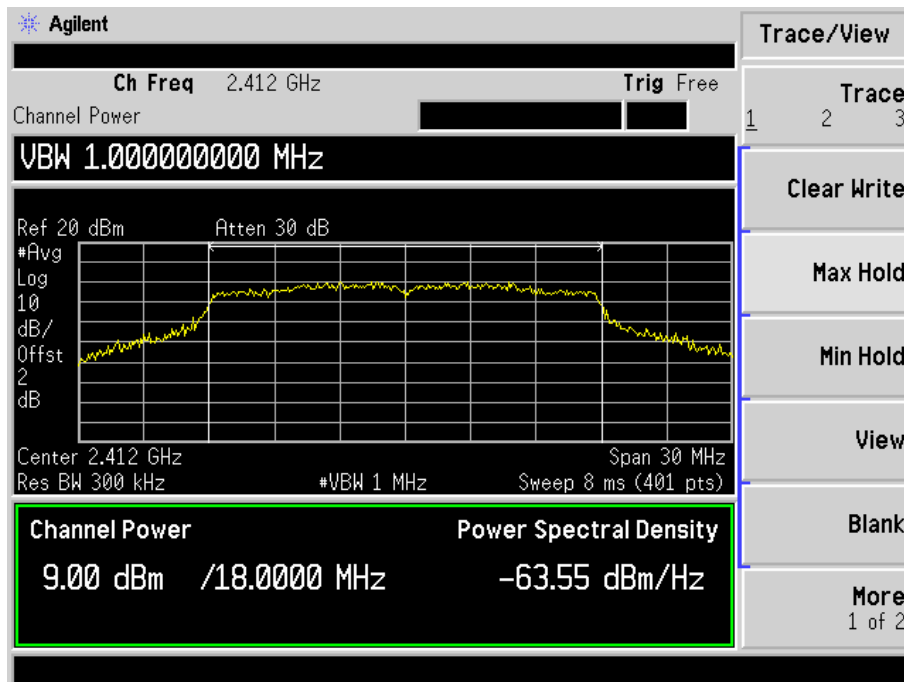 Agilent
Trace/View
Ch Freq 2.412 GHz Trig Free
Channel Power
Trace
1 2 3
VBW 1.000000000 MHz
Clear Write
Ref 20 dBm Atten 30 dB
#Avg
Log
10
dB/
Offst
2
dB
Max Hold
Min Hold
View
Center 2.412 GHz Span 30 MHz
Res BW 300 kHz #VBW 1 MHz Sweep 8 ms (401 pts)
Channel Power Power Spectral Density
9.00 dBm /18.0000 MHz -63.55 dBm/Hz
Blank
More
1 of 2